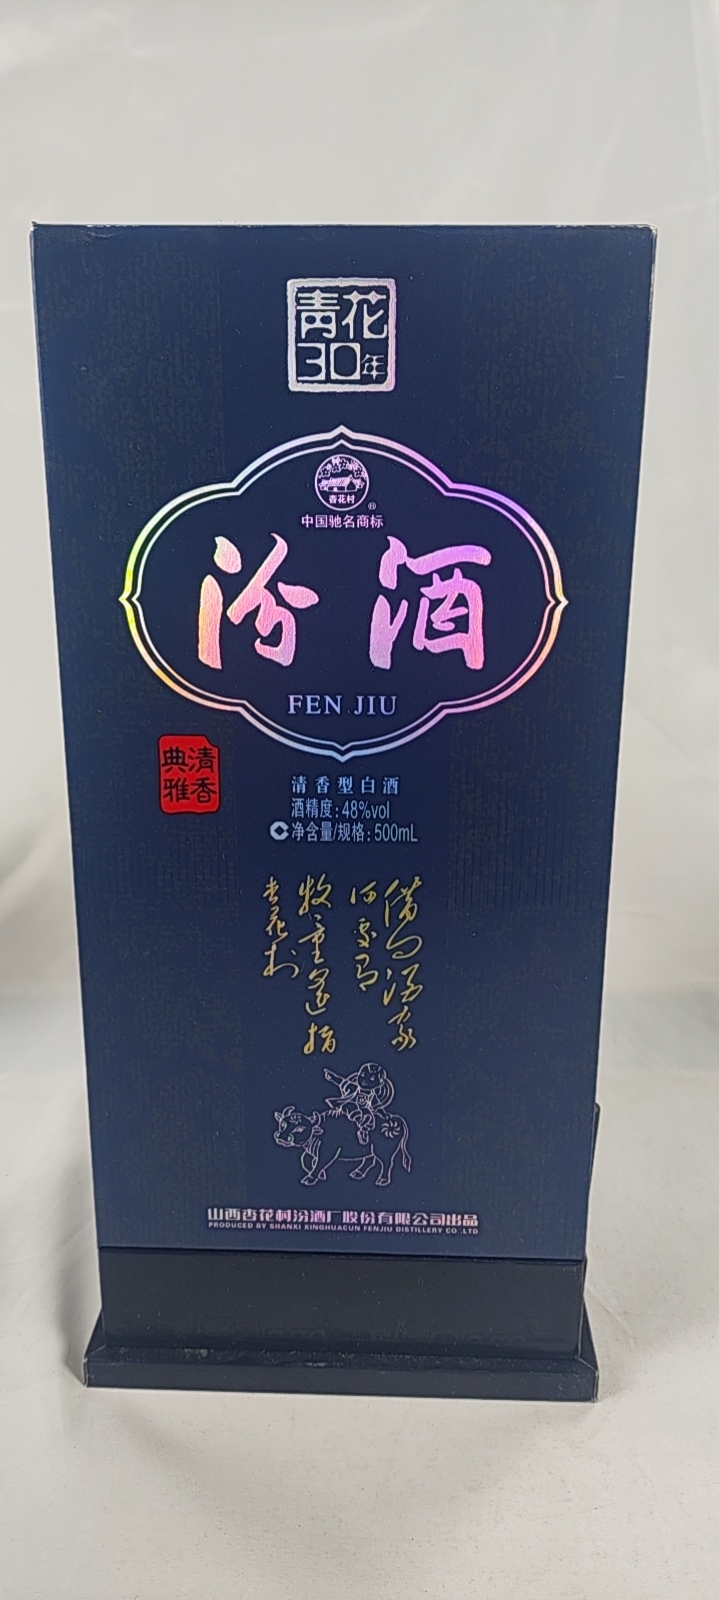 青花
30年
杏花村
®
中国驰名商标
汾酒
FEN JIU
清香
典雅
清香型白酒
酒精度:48%vol
净含量/规格:500mL
借问酒家
何处有
牧童遥指
杏花村
山西杏花村汾酒厂股份有限公司出品
PRODUCED BY SHANXI XINGHUACUN FENJIU DISTILLERY CO.,LTD